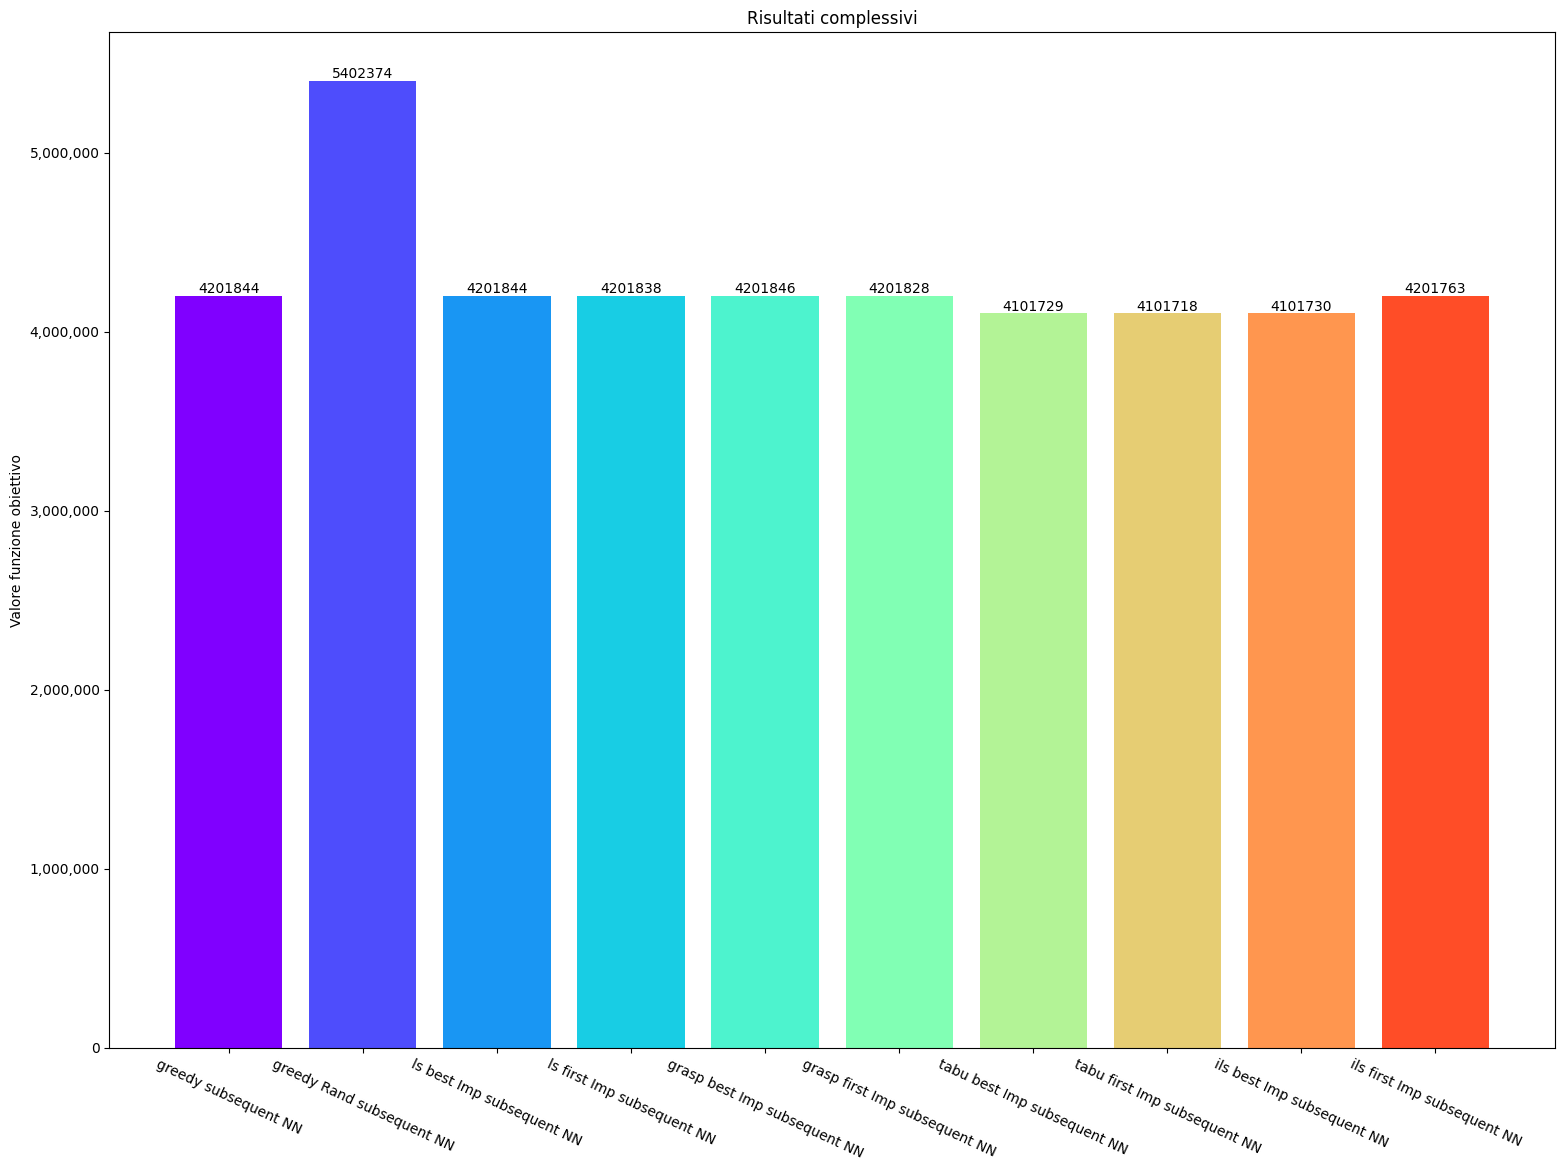 Risultati complessivi
5402374
4201844
4201844
4201838
4201846
4201828
4101729
4101718
4101730
4201763
Valore funzione obiettivo
5,000,000
4,000,000
3,000,000
2,000,000
1,000,000
0
greedy subsequent NN
greedy Rand subsequent NN
ls best Imp subsequent NN
ls first Imp subsequent NN
grasp best Imp subsequent NN
grasp first Imp subsequent NN
tabu best Imp subsequent NN
tabu first Imp subsequent NN
ils best Imp subsequent NN
ils first Imp subsequent NN